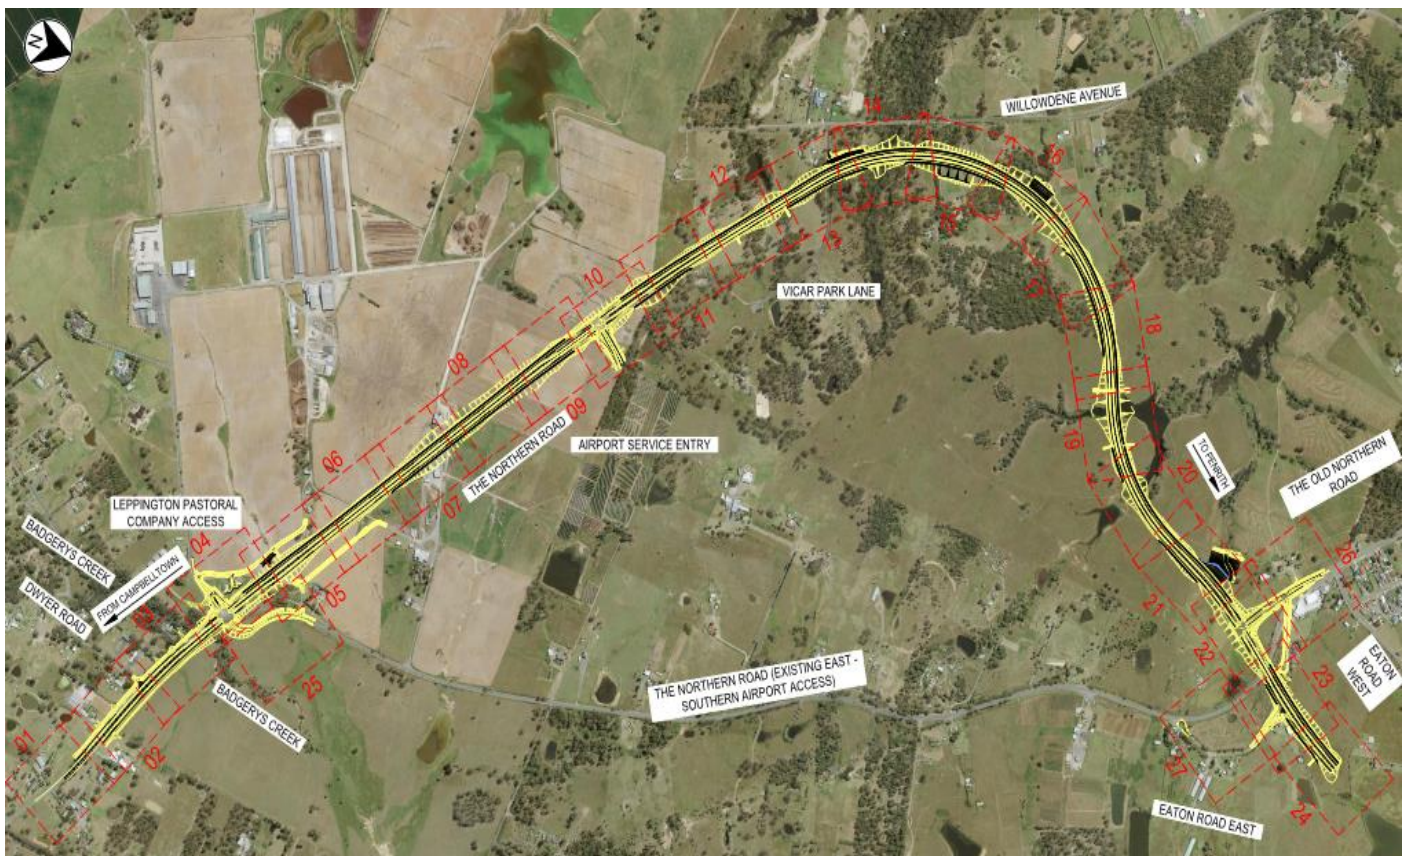 N
WILLOWDENE AVENUE
14
16
12
13
15
17
18
10
11
VICAR PARK LANE
08
09
THE NORTHERN ROAD
07
AIRPORT SERVICE ENTRY
06
19
20
TO PENRITH
THE OLD NORTHERN
ROAD
LEPPINGTON PASTORAL
COMPANY ACCESS
04
05
BADGERYS CREEK
FROM CAMPBELLTOWN
DWYER ROAD
03
26
21
22
23
EATON
ROAD
WEST
25
BADGERYS CREEK
THE NORTHERN ROAD (EXISTING EAST -
SOUTHERN AIRPORT ACCESS)
01
02
27
24
EATON ROAD EAST